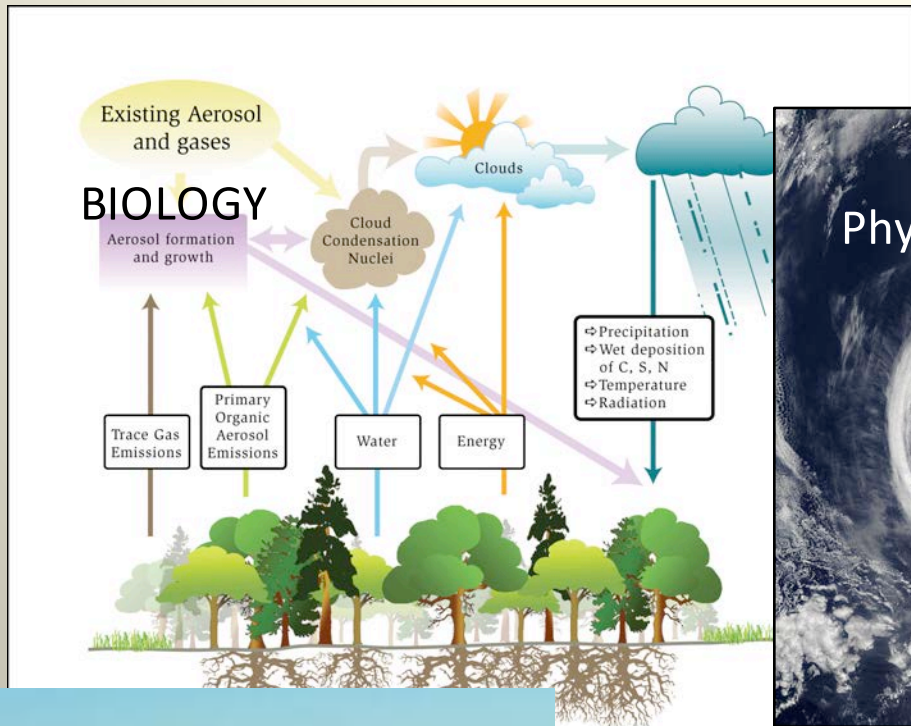 Existing Aerosol
and gases
BIOLOGY
Aerosol formation
and growth
Cloud
Condensation
Nuclei
Clouds
Phy
⇨Precipitation
⇨Wet deposition
of C, S, N
⇨Temperature
⇨Radiation
Trace Gas
Emissions
Primary
Organic
Aerosol
Emissions
Water
Energy